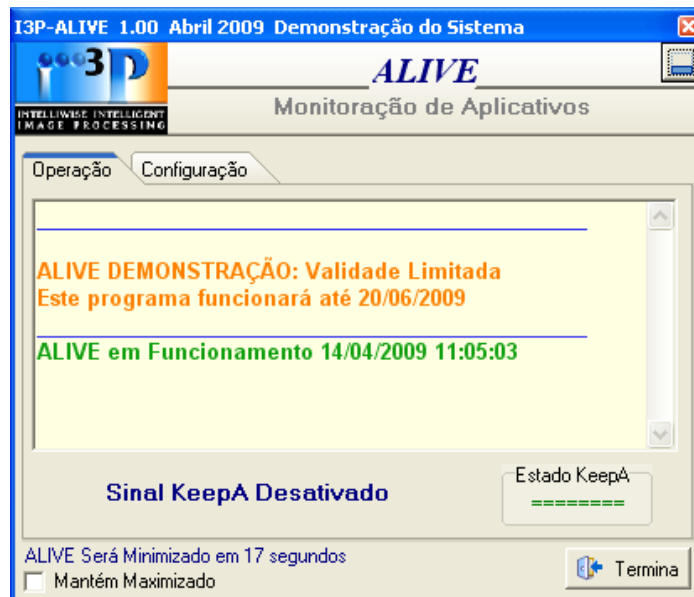 I3P-ALIVE 1.00 Abril 2009 Demonstração do Sistema
i3D
INTELLIWISE INTELLIGENT
IMAGE PROCESSING
ALIVE
Monitoração de Aplicativos
Operação Configuração
ALIVE DEMONSTRAÇÃO: Validade Limitada
Este programa funcionará até 20/06/2009
ALIVE em Funcionamento 14/04/2009 11:05:03
Sinal KeepA Desativado
Estado KeepA
========
ALIVE Será Minimizado em 17 segundos
Mantém Maximizado
Termina